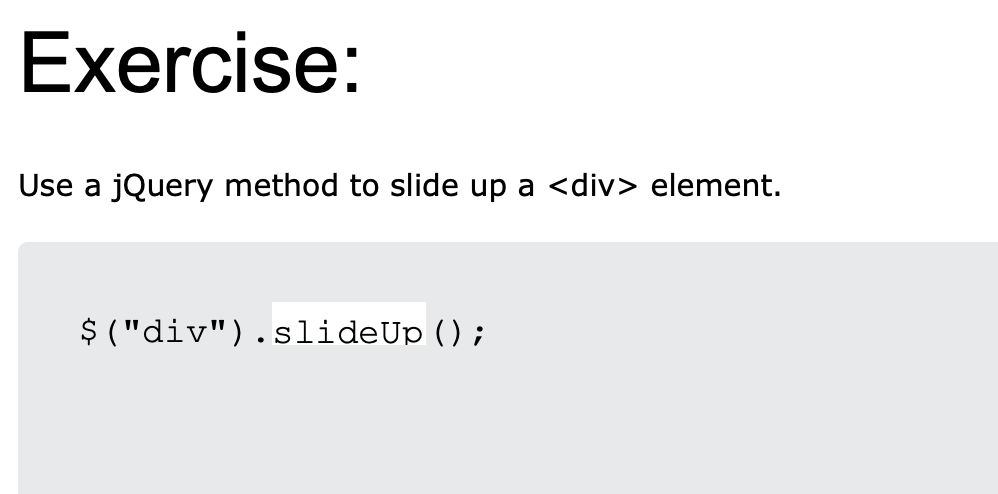 Exercise:
Use a jQuery method to slide up a <div> element.
$("div").slideUp();